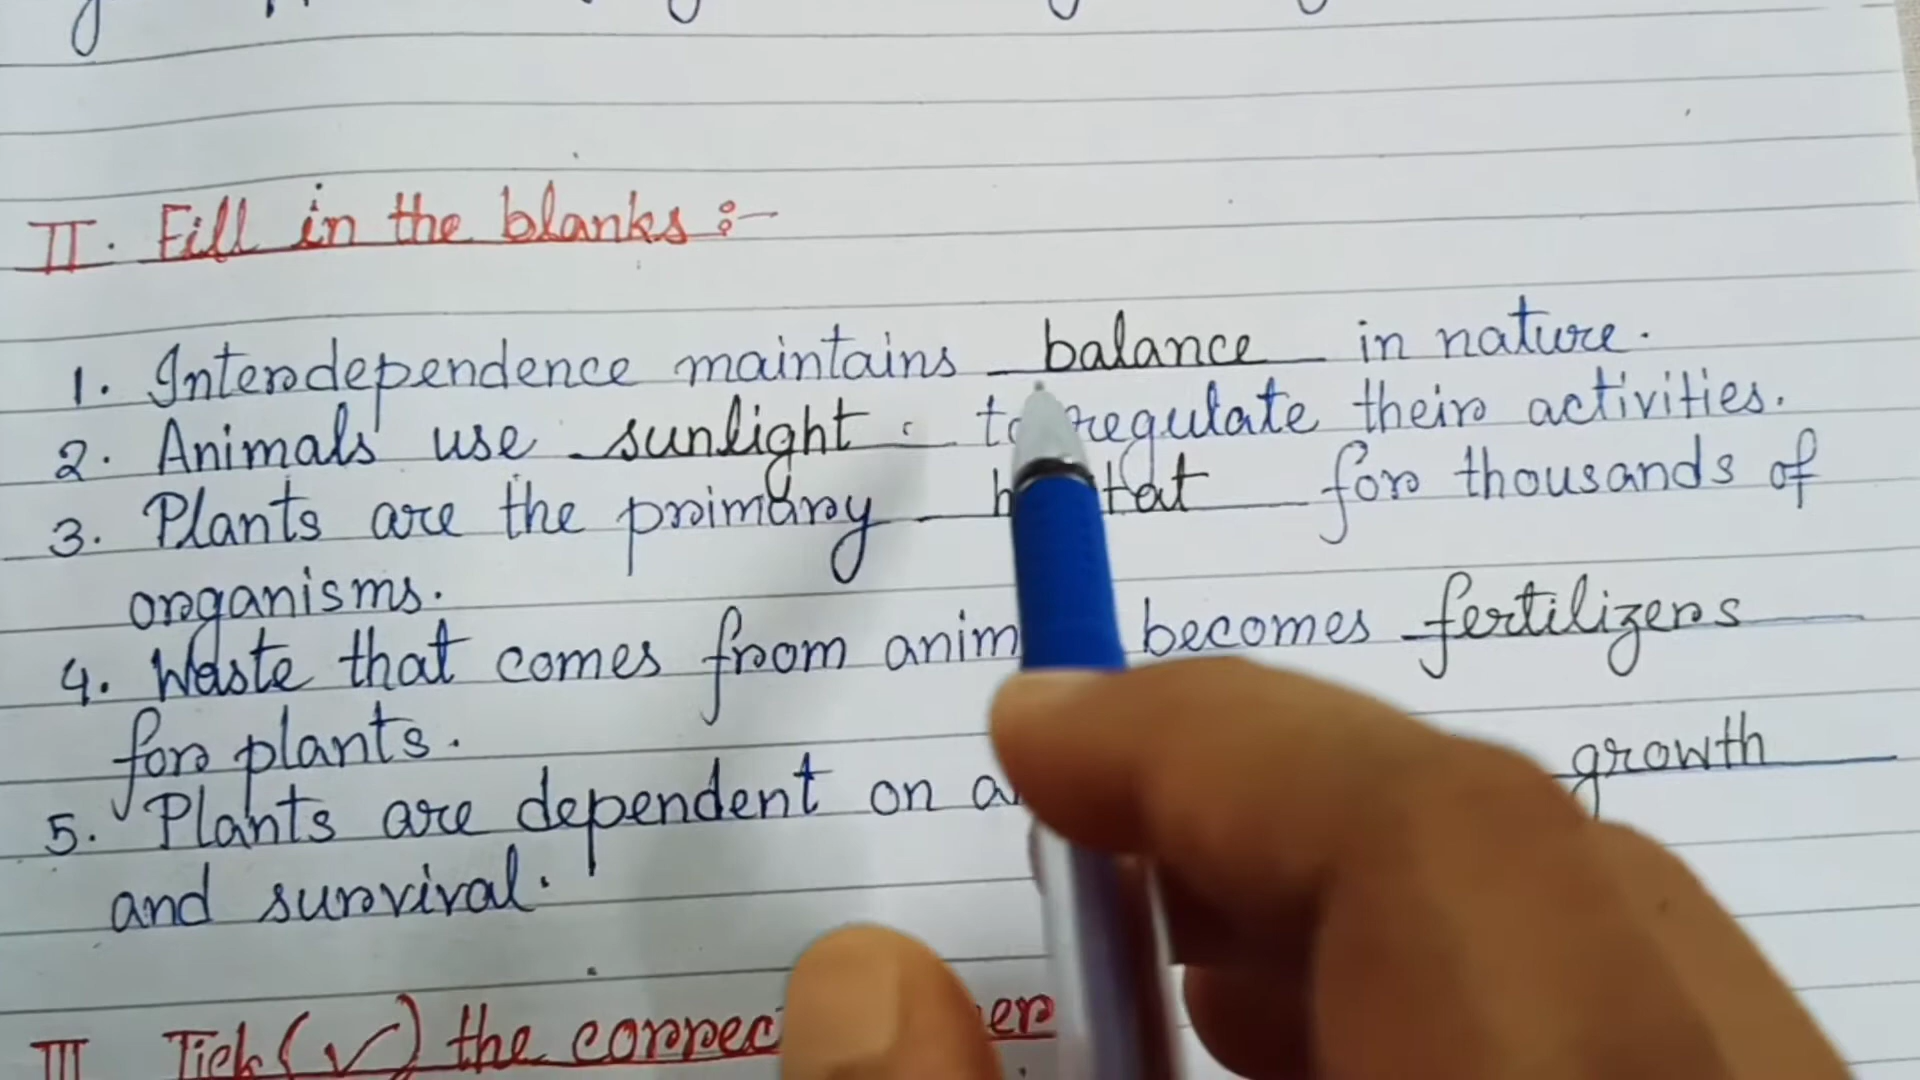 II. Fill in the blanks :-
1. Interdependence maintains balance in nature.
2. Animals use sunlight to regulate their activities.
3. Plants are the primary for thousands of
organisms.
4. Waste that comes from becomes fertilizers
for plants.
5. Plants are dependent on growth
and survival.
III Tick (✓) the